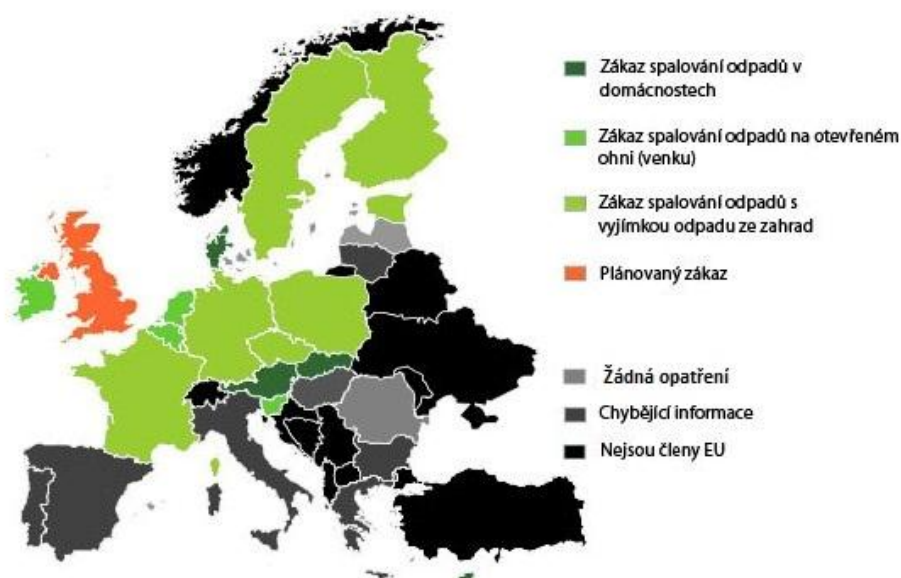 Zákaz spalování odpadů v
domácnostech
Zákaz spalování odpadů na otevřeném
ohni (venku)
Zákaz spalování odpadů s
vyjímkou odpadu ze zahrad
Plánovaný zákaz
Žádná opatření
Chybějící informace
Nejsou členy EU